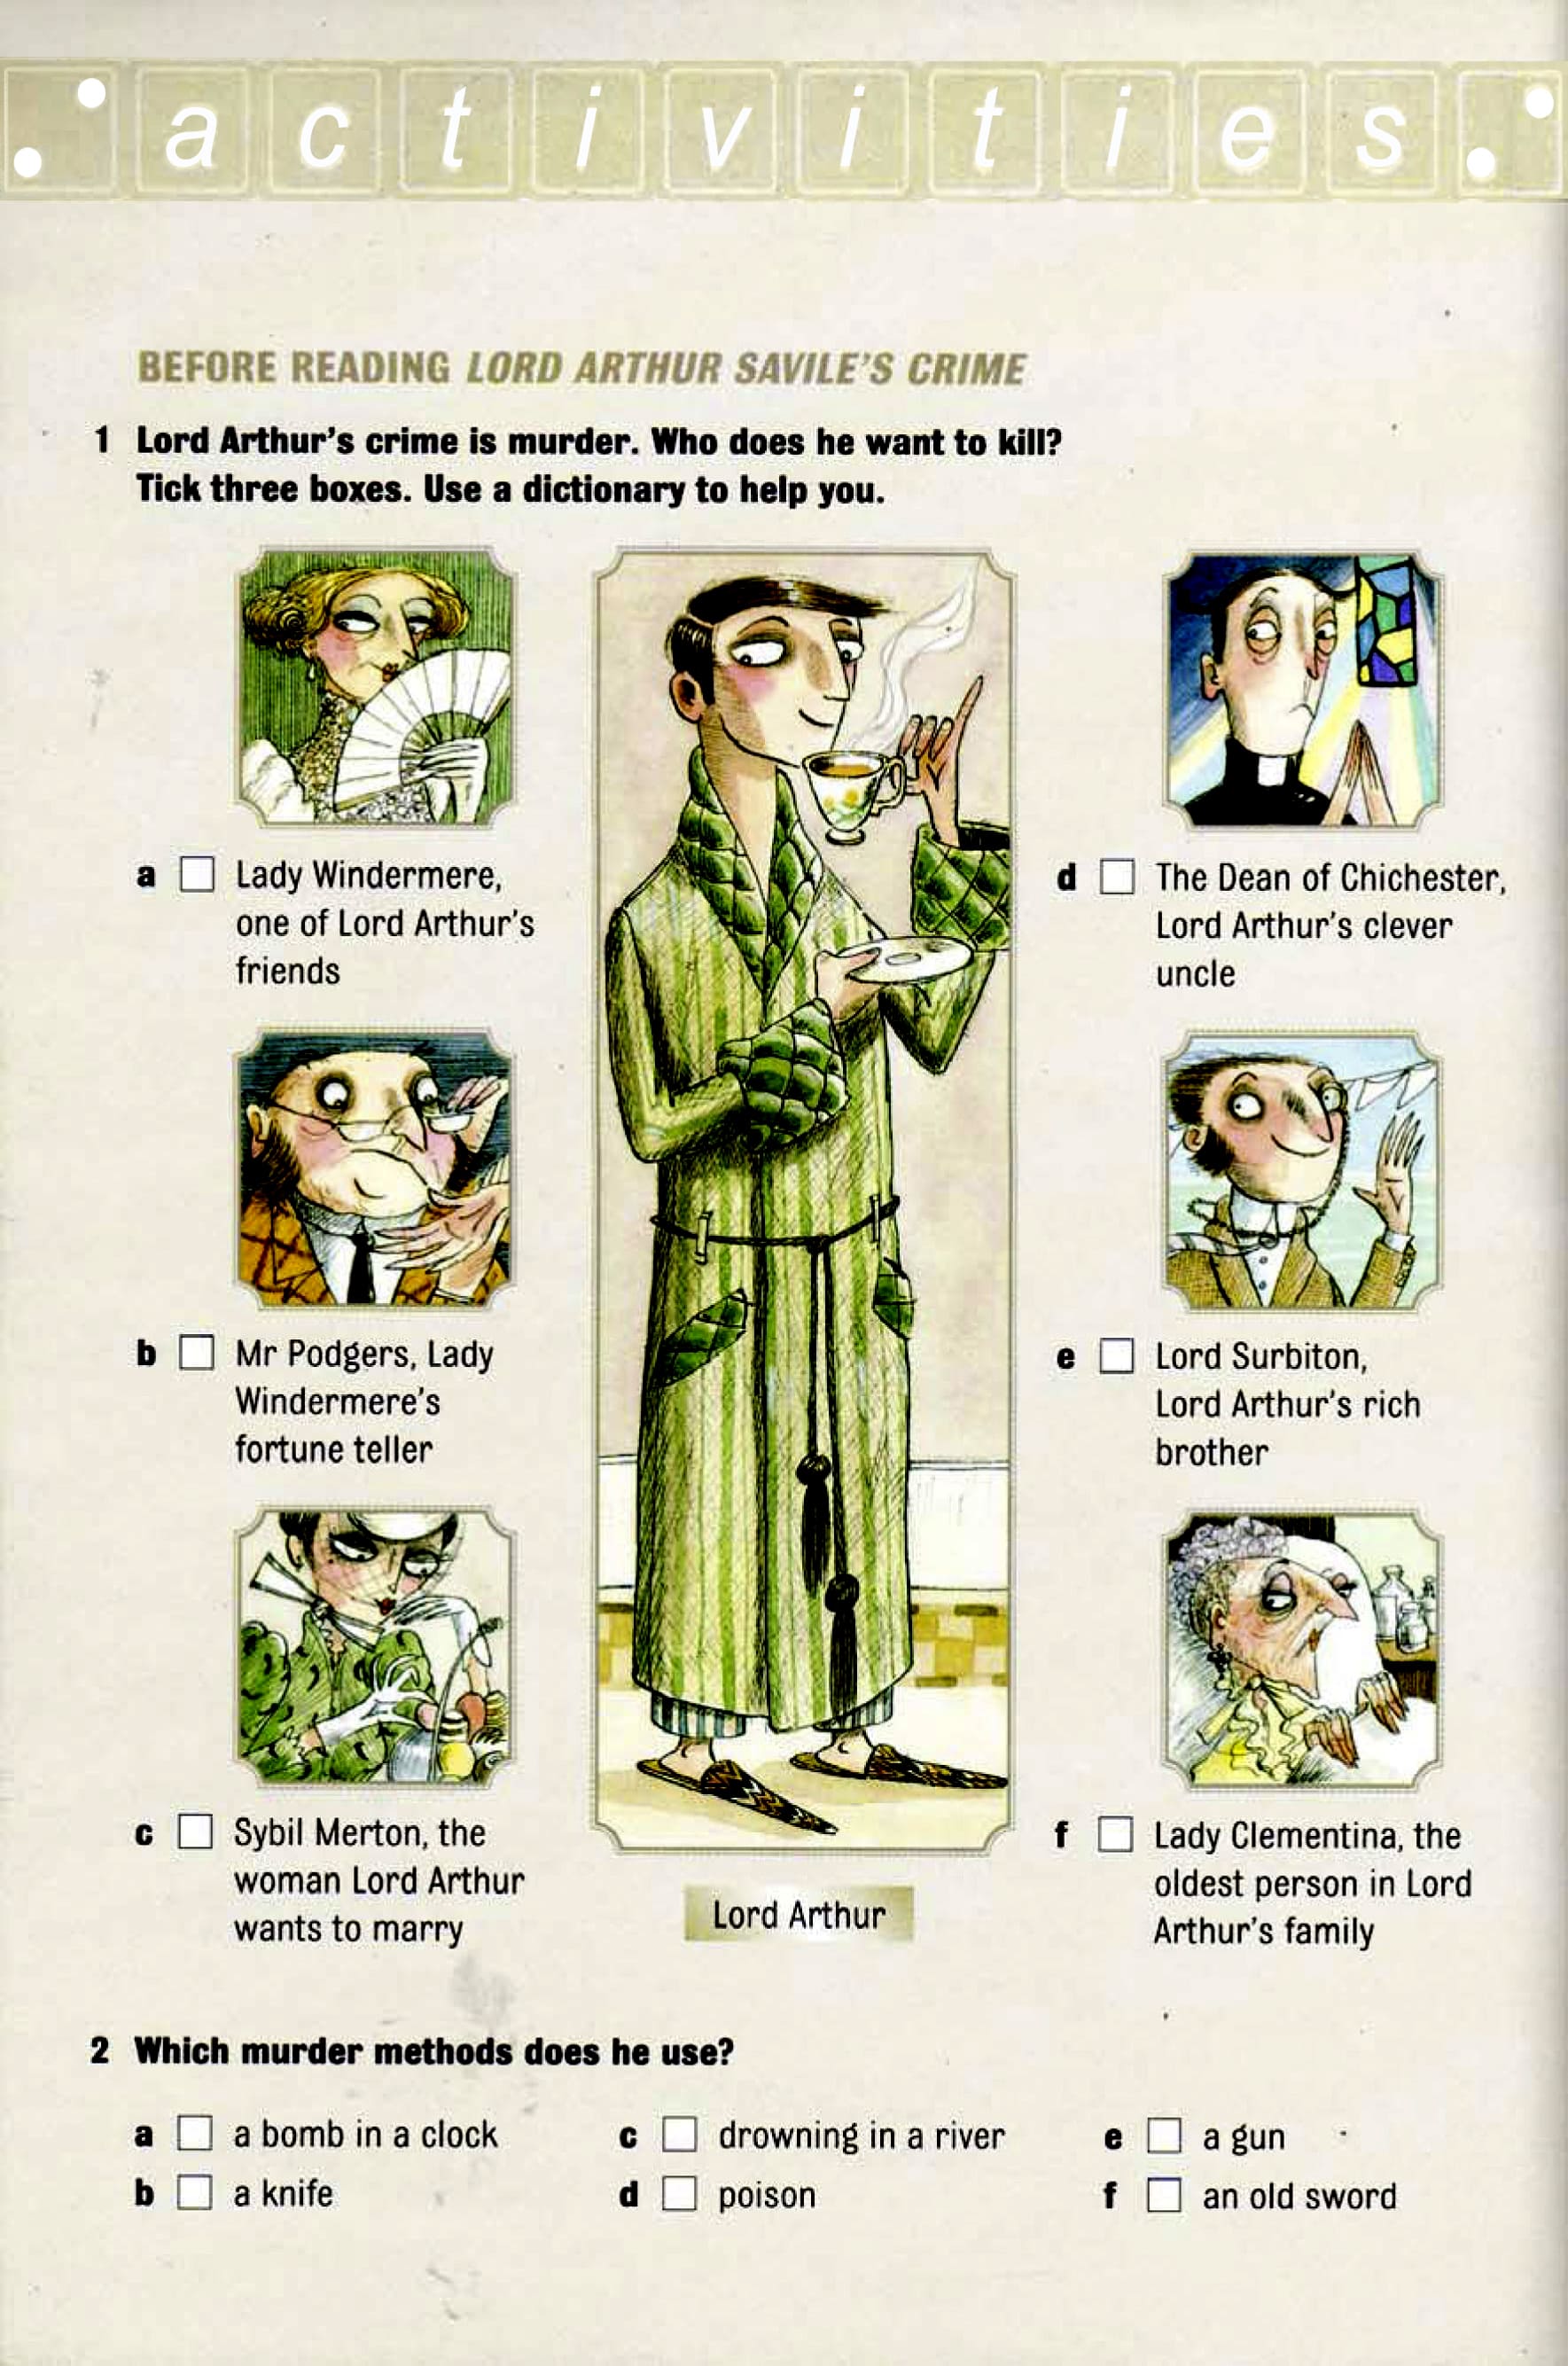 activities
BEFORE READING LORD ARTHUR SAVILE'S CRIME
1 Lord Arthur's crime is murder. Who does he want to kill?
Tick three boxes. Use a dictionary to help you.
a Lady Windermere,
one of Lord Arthur's
friends
b Mr Podgers, Lady
Windermere's
fortune teller
c Sybil Merton, the
woman Lord Arthur
wants to marry
Lord Arthur
d The Dean of Chichester,
Lord Arthur's clever
uncle
e Lord Surbiton,
Lord Arthur's rich
brother
f Lady Clementina, the
oldest person in Lord
Arthur's family
2 Which murder methods does he use?
a a bomb in a clock
b a knife
c drowning in a river
d poison
e a gun
f an old sword